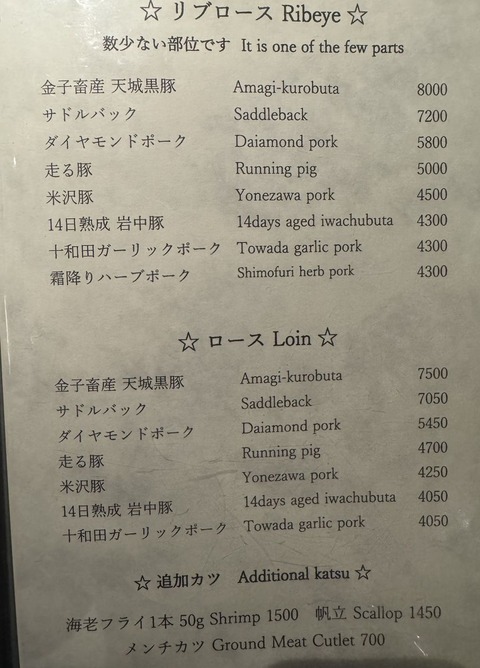 ☆ リブロース Ribeye ☆
数少ない部位です It is one of the few parts
金子畜産 天城黒豚 Amagi-kurobuta 8000
サドルバック Saddleback 7200
ダイヤモンドポーク Daiamond pork 5800
走る豚 Running pig 5000
米沢豚 Yonezawa pork 4500
14日熟成 岩中豚 14days aged iwachubuta 4300
十和田ガーリックポーク Towada garlic pork 4300
霜降りハーブポーク Shimofuri herb pork 4300
☆ ロース Loin ☆
金子畜産 天城黒豚 Amagi-kurobuta 7500
サドルバック Saddleback 7050
ダイヤモンドポーク Daiamond pork 5450
走る豚 Running pig 4700
米沢豚 Yonezawa pork 4250
14日熟成 岩中豚 14days aged iwachubuta 4050
十和田ガーリックポーク Towada garlic pork 4050
☆ 追加カツ Additional katsu ☆
海老フライ1本 50g Shrimp 1500 帆立 Scallop 1450
メンチカツ Ground Meat Cutlet 700